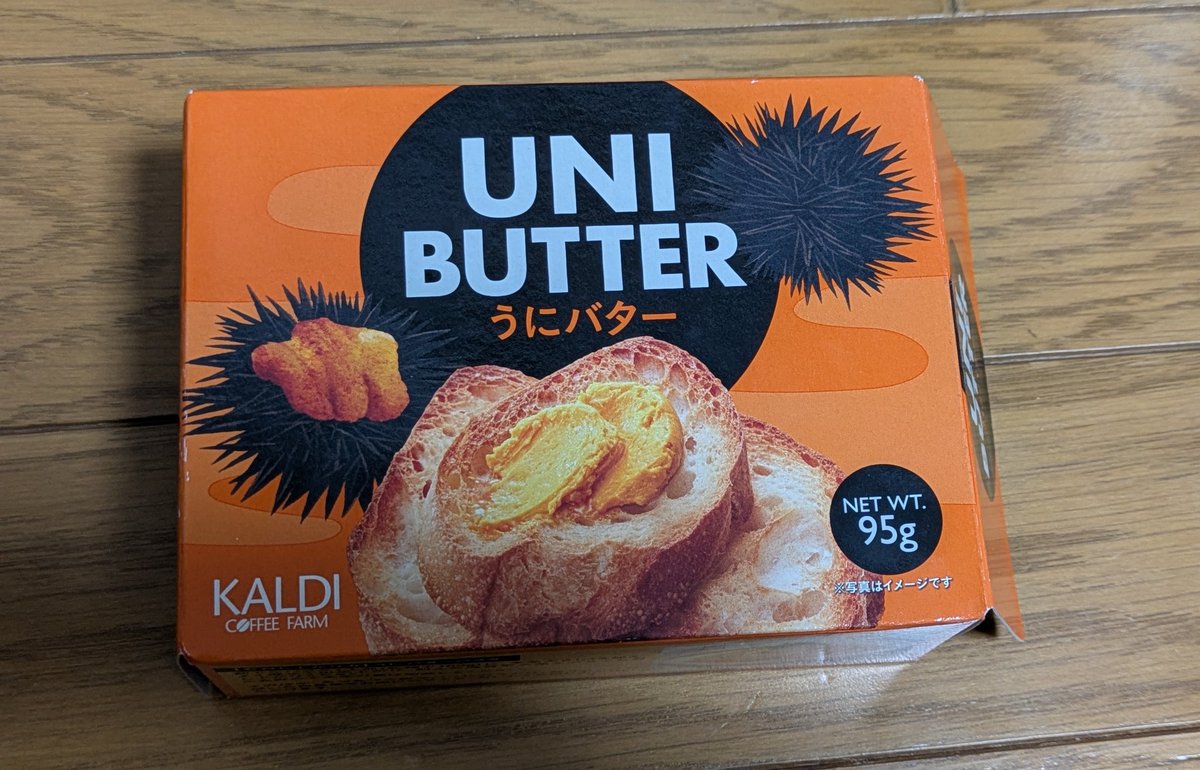 UNI
BUTTER
うにバター
NET WT.
95g
※写真はイメージです
KALDI
COFFEE FARM